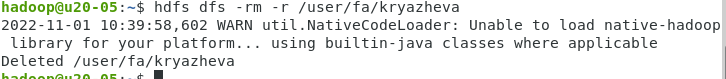 hadoop@u20-05:~$ hdfs dfs -rm -r /user/fa/kryazheva
2022-11-01 10:39:58,602 WARN util.NativeCodeLoader: Unable to load native-hadoop
 library for your platform... using builtin-java classes where applicable
Deleted /user/fa/kryazheva
hadoop@u20-05:~$